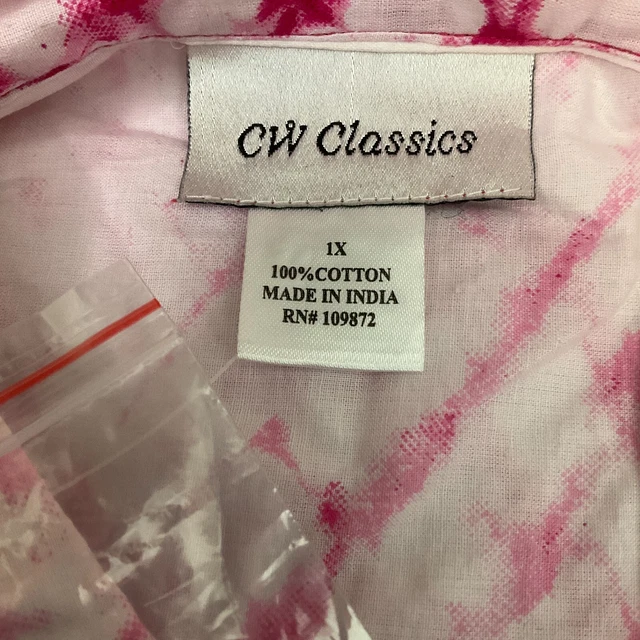 CW Classics
1X
100%COTTON
MADE IN INDIA
RN# 109872